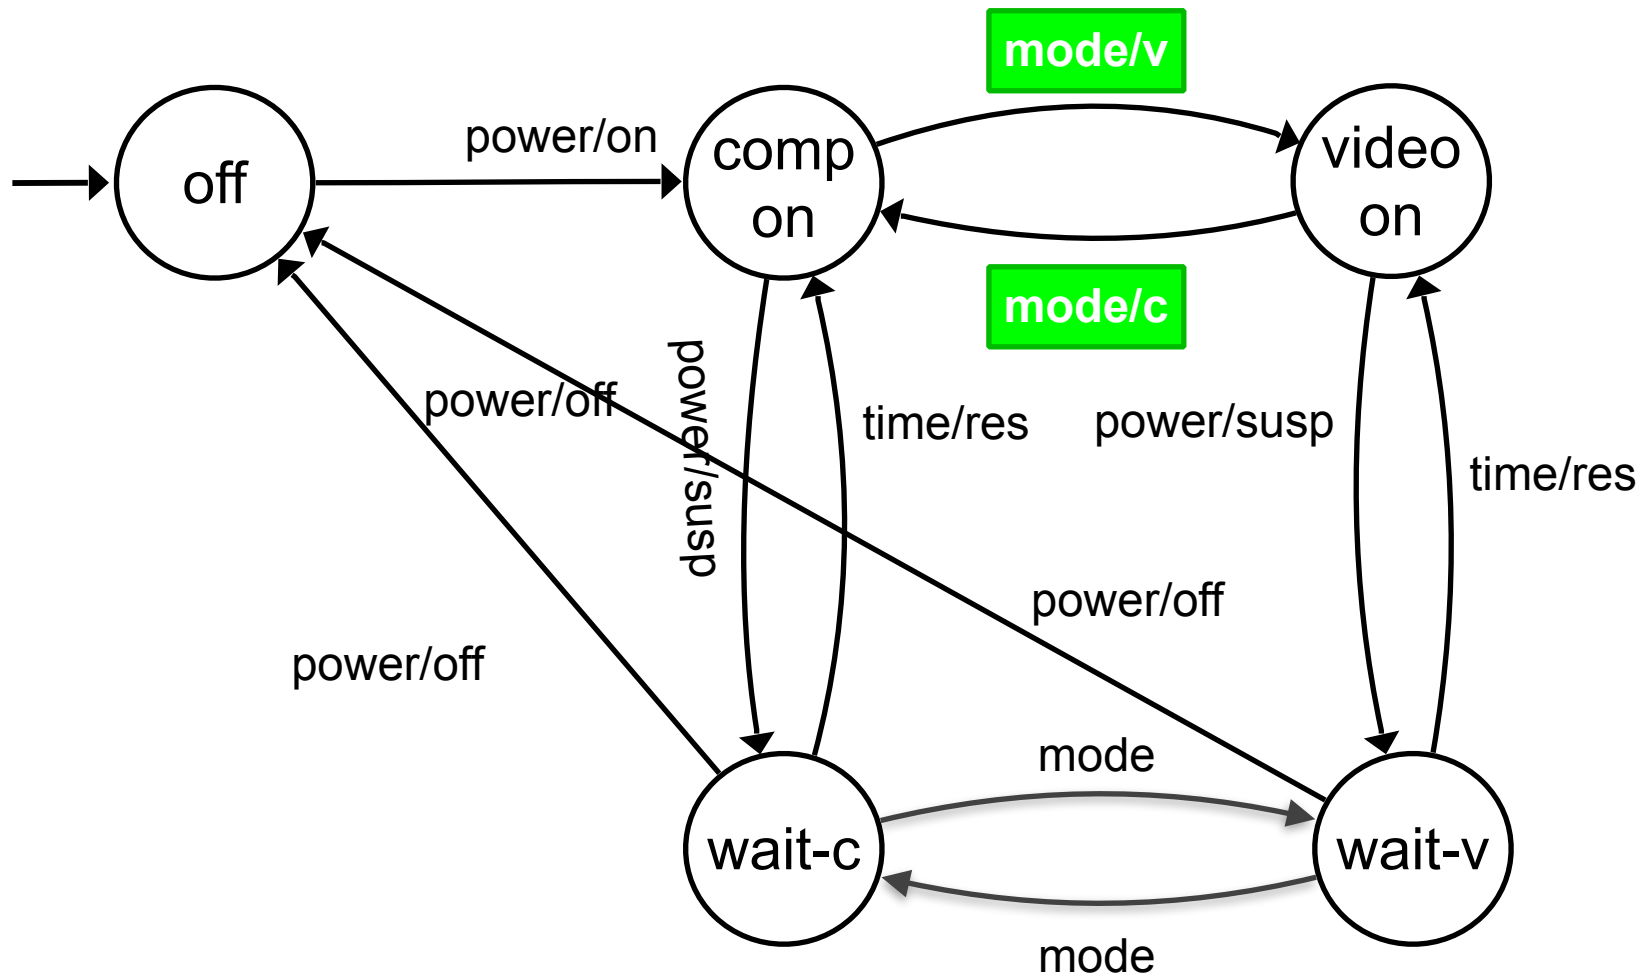 mode/v
power/on
off
comp
on
video
on
mode/c
power/off
power/susp
time/res
power/susp
time/res
power/off
power/off
mode
wait-c
wait-v
mode